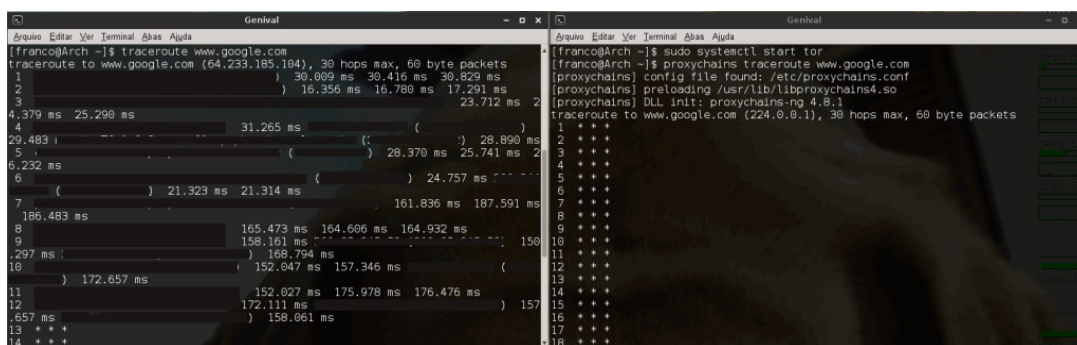 Genival
Arquivo Editar Ver Terminal Abas Ajuda
[franco@Arch ~]$ traceroute www.google.com
traceroute to www.google.com (64.233.185.104), 30 hops max, 60 byte packets
1 ) 30.009 ms 30.416 ms 30.829 ms
2 ) 16.356 ms 16.780 ms 17.291 ms
3 23.712 ms 2
4.379 ms 25.290 ms
4 31.265 ms ( )
29.483 ) 28.890 ms
5 ( ) 28.370 ms 25.741 ms 2
6.232 ms
6 ( ) 24.757 ms
( ) 21.323 ms 21.314 ms
7 161.836 ms 187.591 ms
186.483 ms
8 165.473 ms 164.606 ms 164.932 ms
9 158.161 ms 150
.297 ms ) 168.794 ms
10 152.047 ms 157.346 ms (
) 172.657 ms
11 152.027 ms 175.978 ms 176.476 ms
12 172.111 ms ) 157
.657 ms ) 158.061 ms
13 * * *
14 * * *
Genival
Arquivo Editar Ver Terminal Abas Ajuda
[franco@Arch ~]$ sudo systemctl start tor
[franco@Arch ~]$ proxychains traceroute www.google.com
[proxychains] config file found: /etc/proxychains.conf
[proxychains] preloading /usr/lib/libproxychains4.so
[proxychains] DLL init: proxychains-ng 4.8.1
traceroute to www.google.com (224.0.0.1), 30 hops max, 60 byte packets
1 * * *
2 * * *
3 * * *
4 * * *
5 * * *
6 * * *
7 * * *
8 * * *
9 * * *
10 * * *
11 * * *
12 * * *
13 * * *
14 * * *
15 * * *
16 * * *
17 * * *
18 * * *